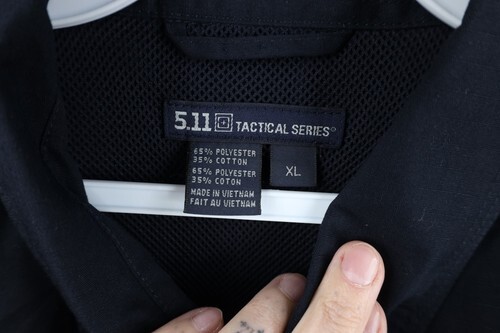 5.11 TACTICAL SERIES®
65% POLYESTER
35% COTTON
65% POLYESTER
35% COTON
MADE IN VIETNAM
FAIT AU VIETNAM
XL